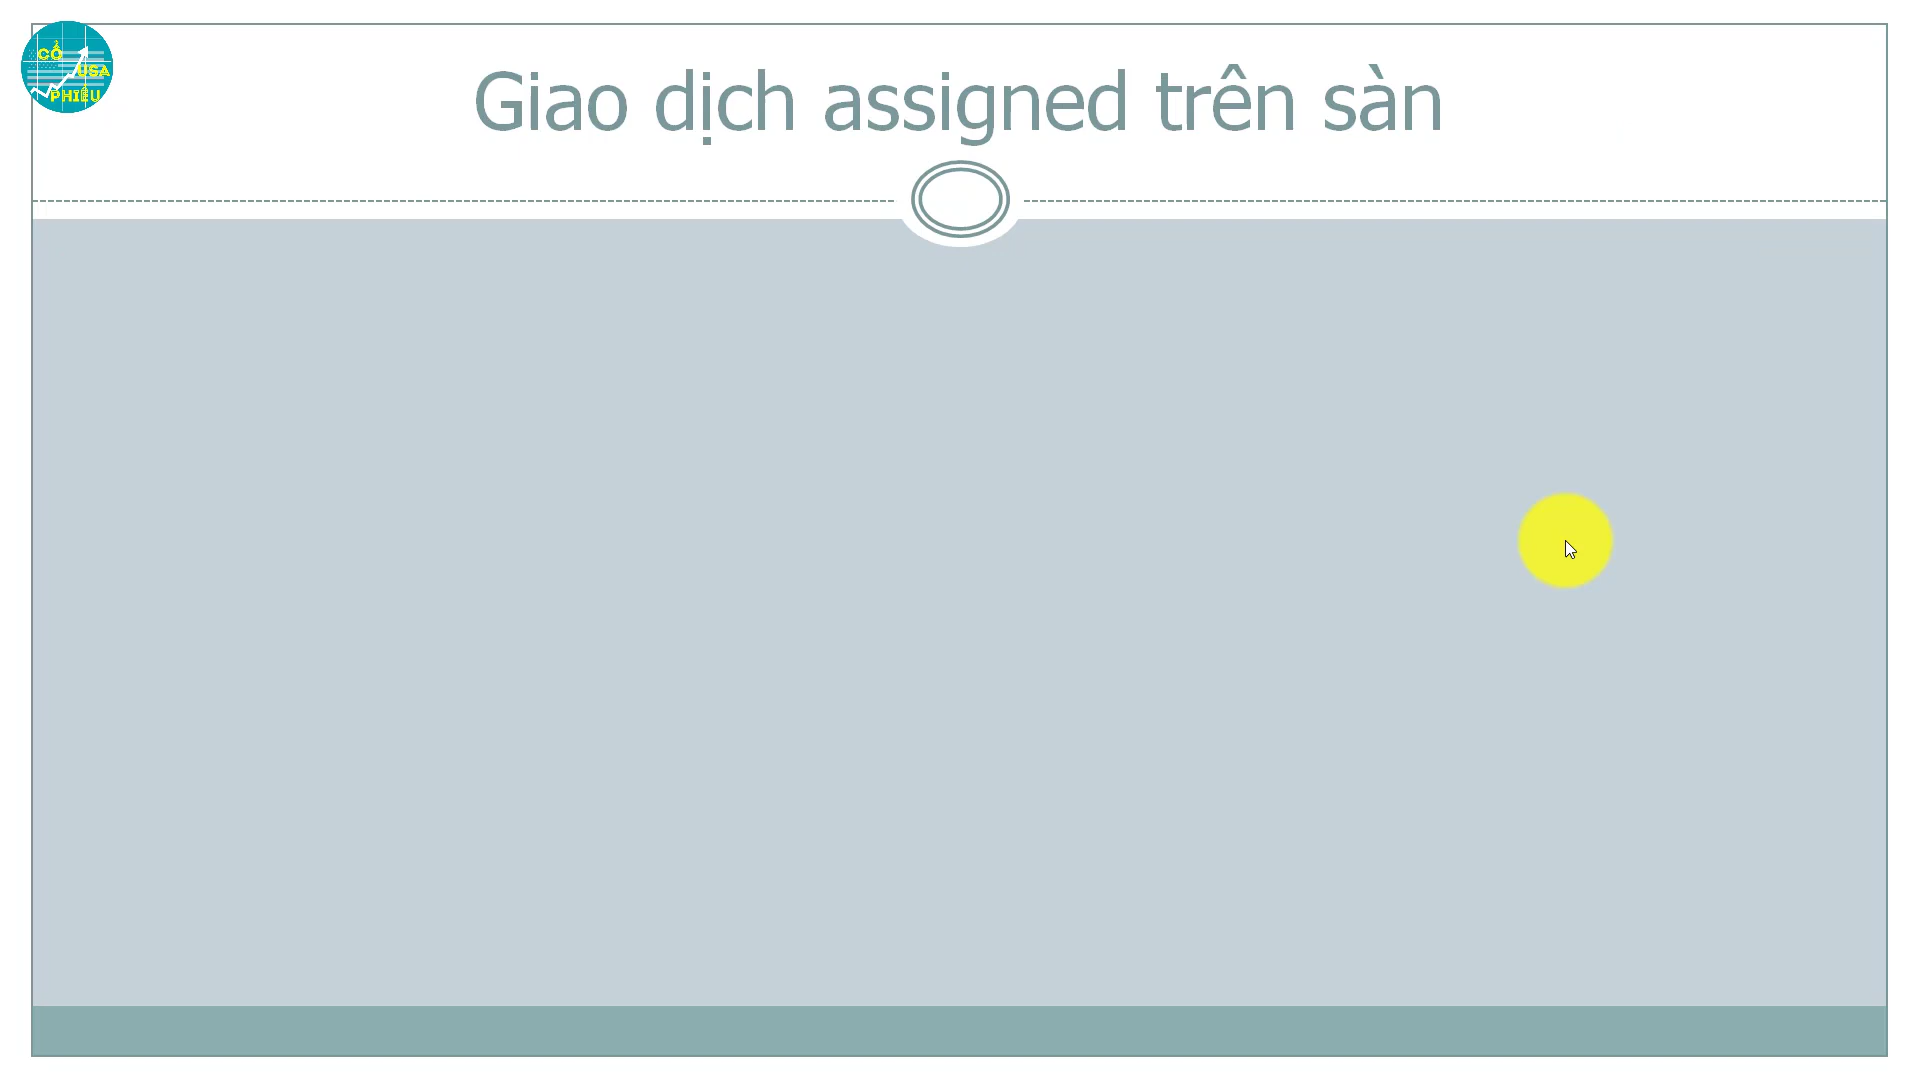 CỔ
USA
PHIẾU
Giao dịch assigned trên sàn